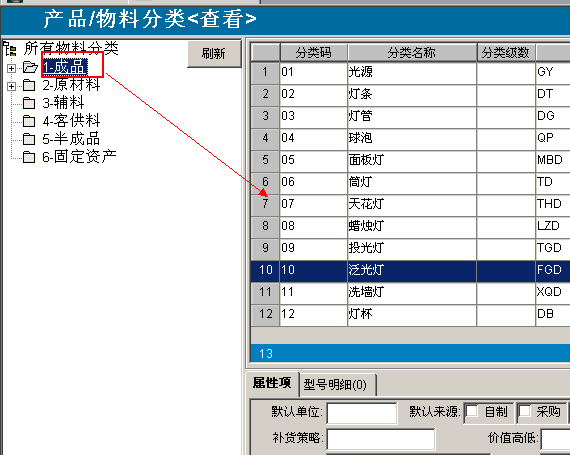 产品/物料分类<查看>
所有物料分类
1-成品
2-原材料
3-辅料
4-客供料
5-半成品
6-固定资产
刷新
分类码 分类名称 分类级数
1 01 光源 GY
2 02 灯条 DT
3 03 灯管 DG
4 04 球泡 QP
5 05 面板灯 MBD
6 06 筒灯 TD
7 07 天花灯 THD
8 08 蜡烛灯 LZD
9 09 投光灯 TGD
10 10 泛光灯 FGD
11 11 洗墙灯 XQD
12 12 灯杯 DB
13
属性项 型号明细(0)
默认单位: 默认来源: 自制 采购
补货策略: 价值高低: